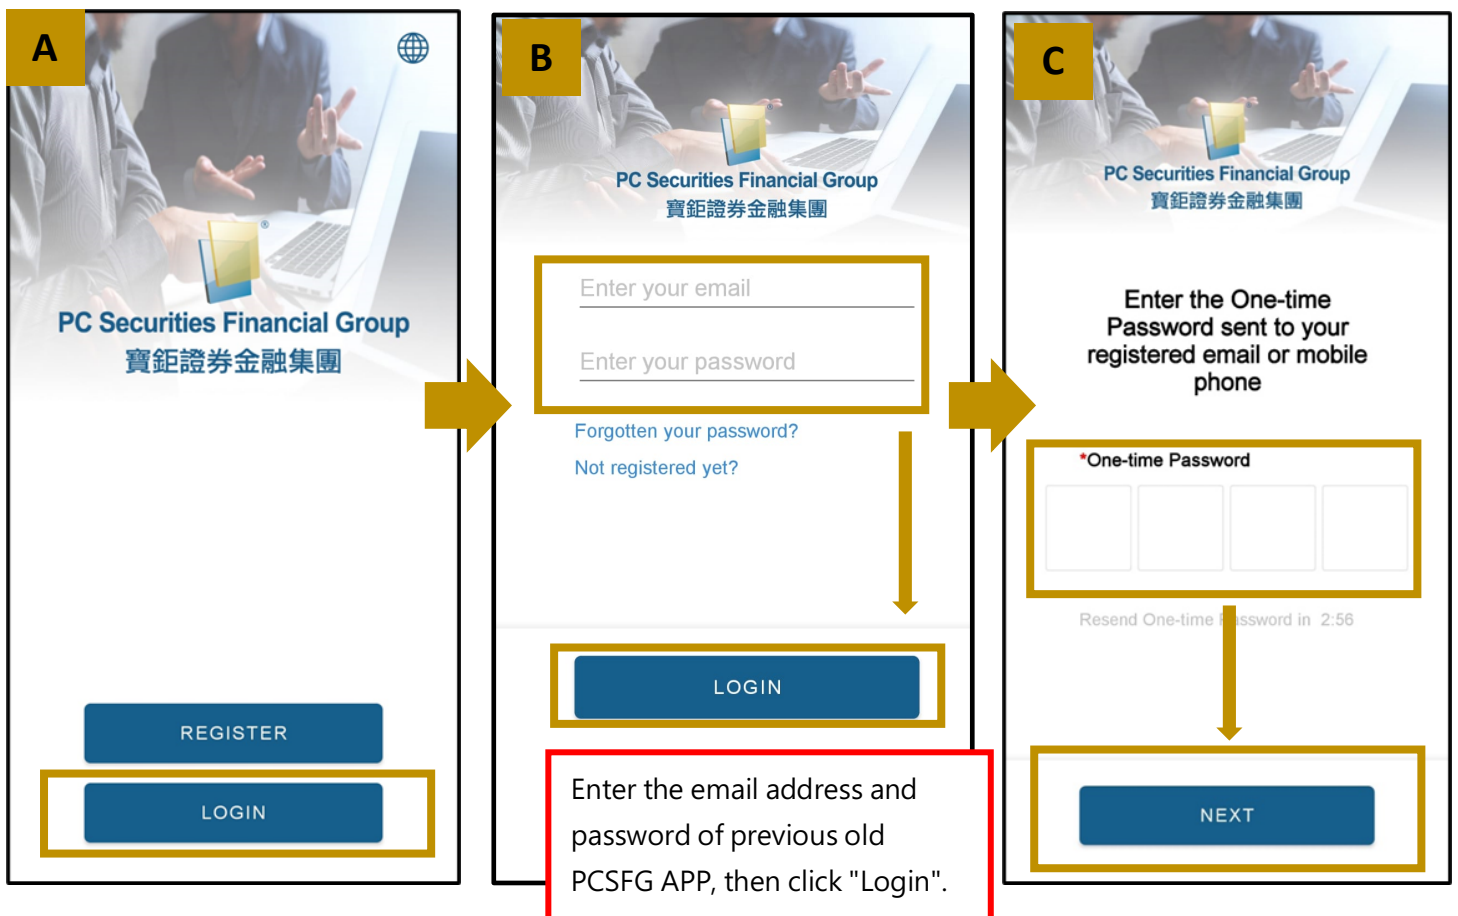 A
®
PC Securities Financial Group
寶鉅證券金融集團
REGISTER
LOGIN
B
PC Securities Financial Group
寶鉅證券金融集團
Enter your email
Enter your password
Forgotten your password?
Not registered yet?
LOGIN
Enter the email address and
password of previous old
PCSFG APP, then click "Login".
C
PC Securities Financial Group
寶鉅證券金融集團
Enter the One-time
Password sent to your
registered email or mobile
phone
*One-time Password
Resend One-time Password in 2:56
NEXT